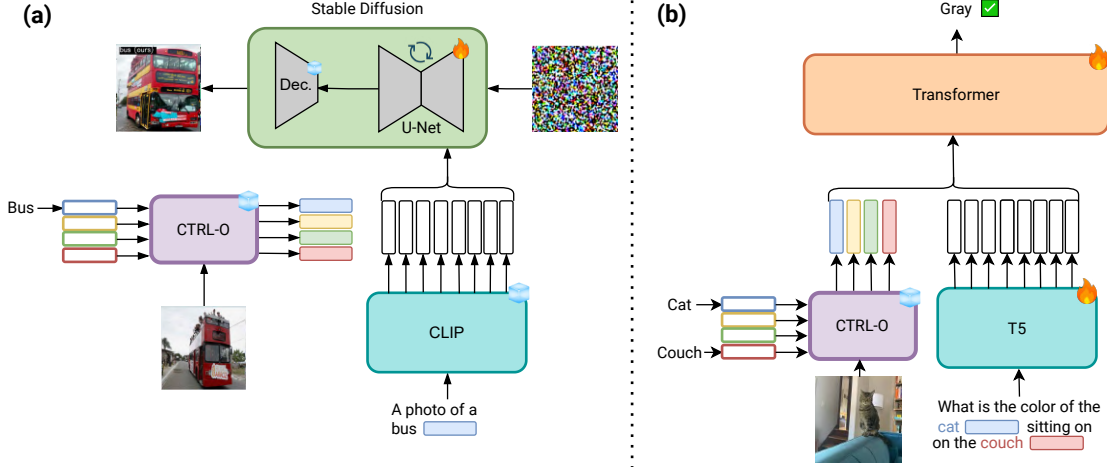 (a)
Stable Diffusion
bus (ours)
Dec.
U-Net
Bus
CTRL-O
CLIP
A photo of a
bus
(b)
Gray
Transformer
Cat
Couch
CTRL-O
T5
What is the color of the
cat sitting on
on the couch